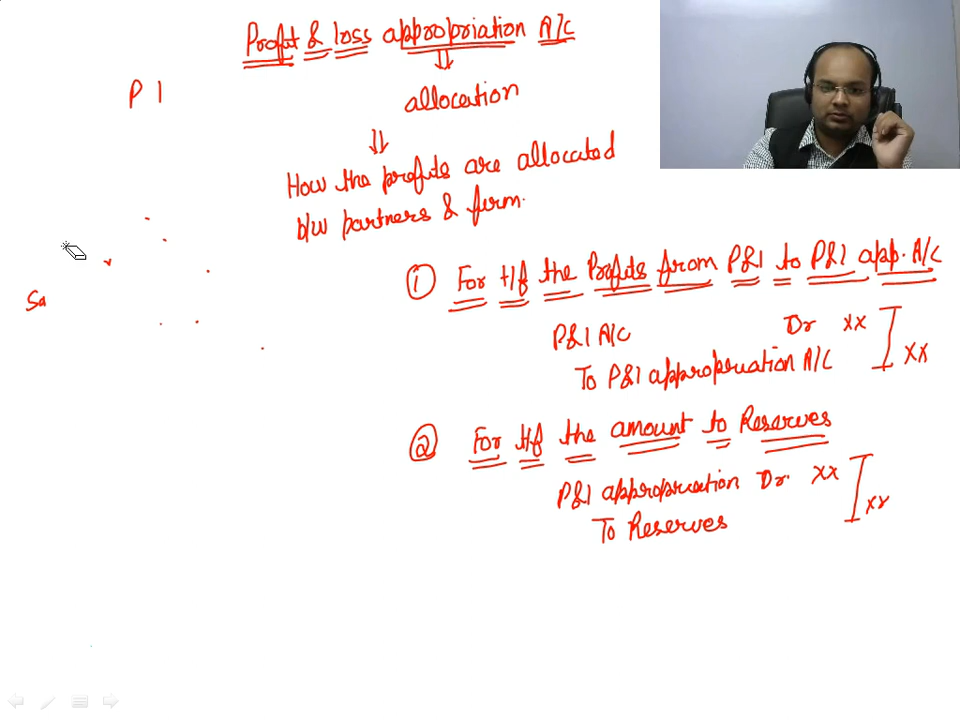 Profit & loss appropriation A/C
P l
allocation
How the profits are allocated
b/w partners & firm.
① For t/f the Profits from P&l to P&l app. A/C
P&l A/C Dr xx
To P&l appropriation A/C xx
② For t/f the amount to Reserves
P&l appropriation Dr. xx
To Reserves xx
Sa